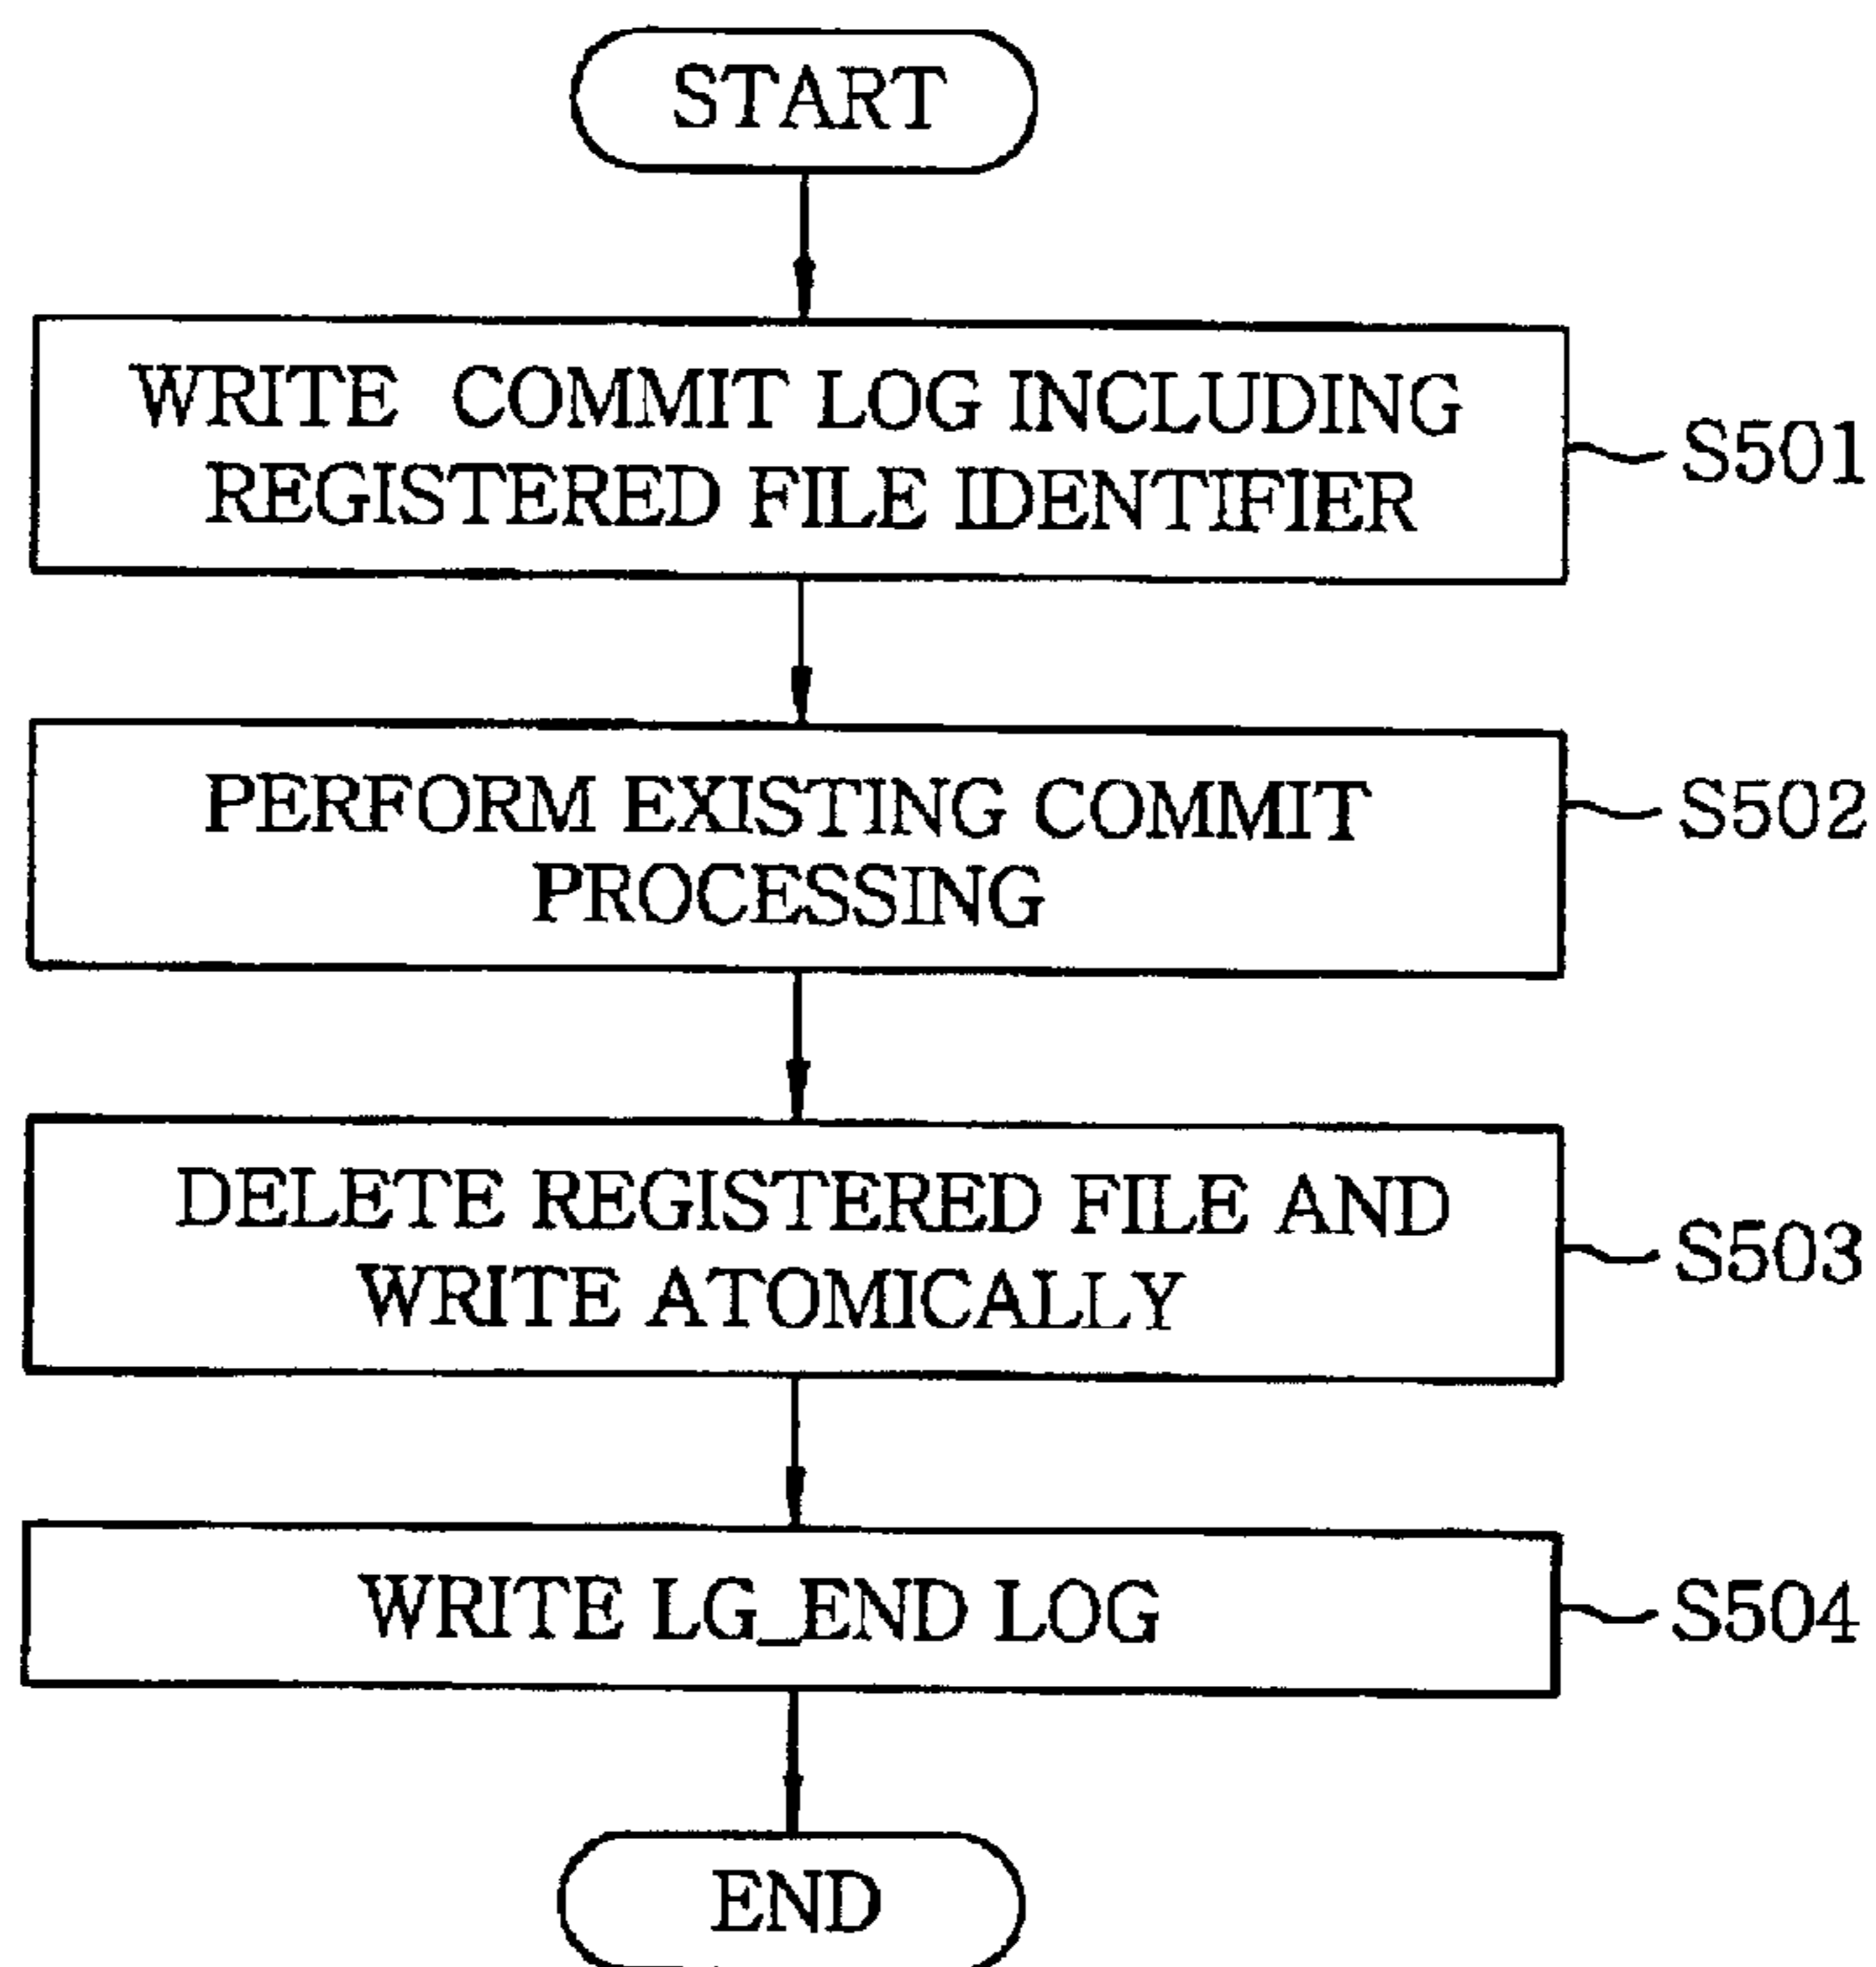 START
WRITE COMMIT LOG INCLUDING
REGISTERED FILE IDENTIFIER
S501
PERFORM EXISTING COMMIT
PROCESSING
S502
DELETE REGISTERED FILE AND
WRITE ATOMICALLY
S503
WRITE LG_END LOG
S504
END